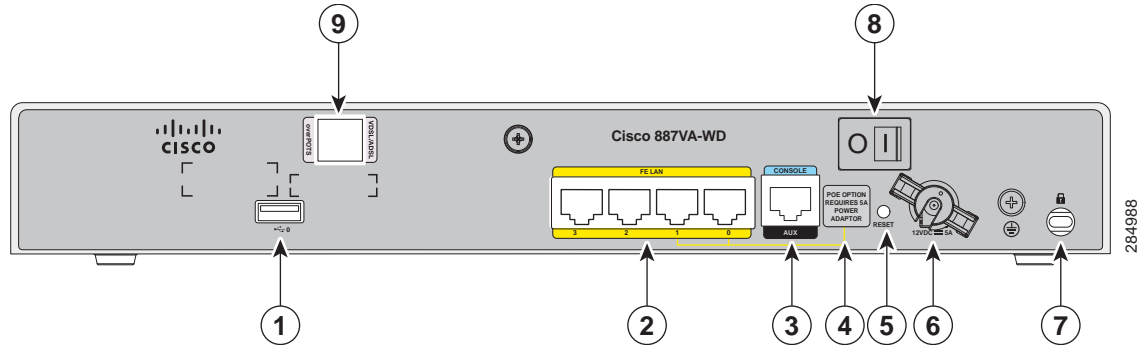 9
8
VDSL/ADSL
overPOTS
CISCO
Cisco 887VA-WD
O I
FE LAN
CONSOLE
POE OPTION
REQUIRES 5A
POWER
ADAPTOR
RESET
3 2 1 0
AUX
12VDC 5A
0
284988
1
2
3
4
5
6
7